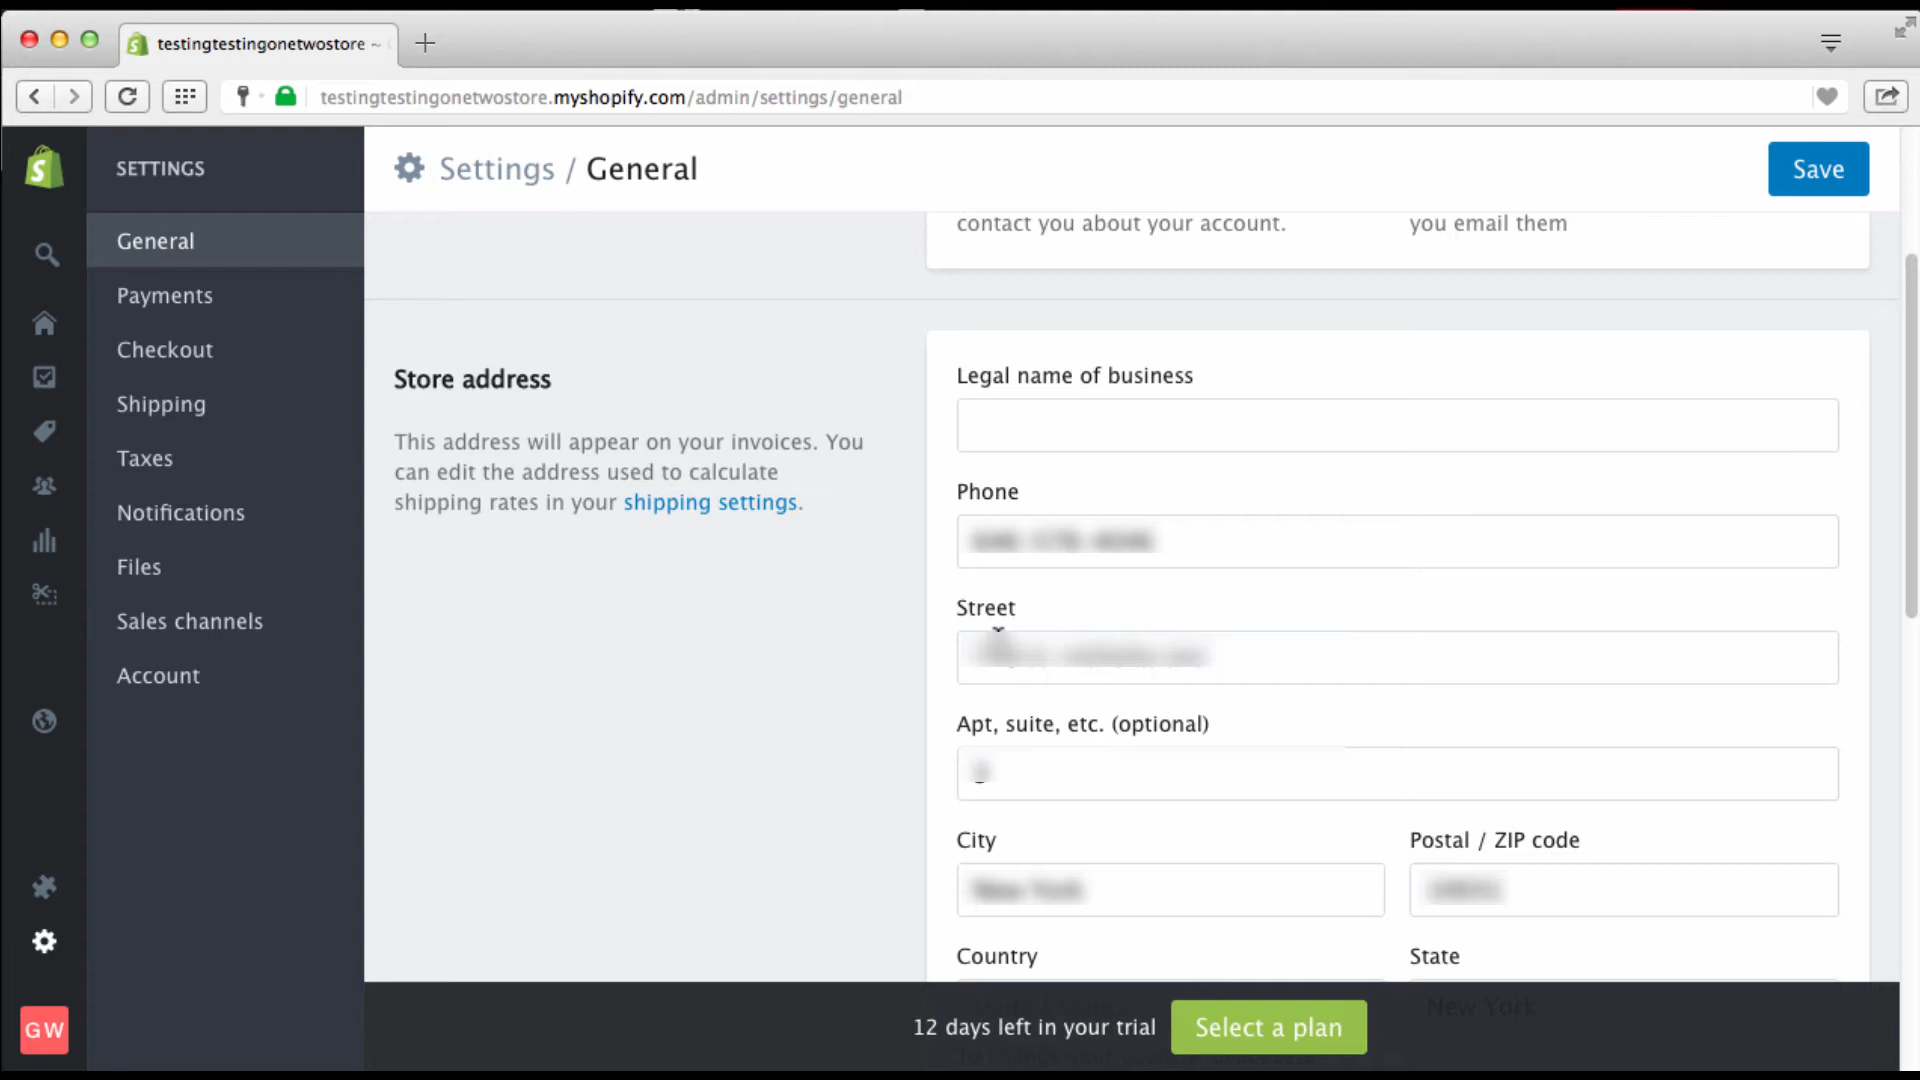 testingtestingonetwostore ~
testingtestingonetwostore.myshopify.com/admin/settings/general
SETTINGS
General
Payments
Checkout
Shipping
Taxes
Notifications
Files
Sales channels
Account
GW
Settings / General
Save
contact you about your account.
you email them
Store address
This address will appear on your invoices. You
can edit the address used to calculate
shipping rates in your shipping settings.
Legal name of business
Phone
Street
Apt, suite, etc. (optional)
City
Postal / ZIP code
New York
Country
State
New York
12 days left in your trial
Select a plan